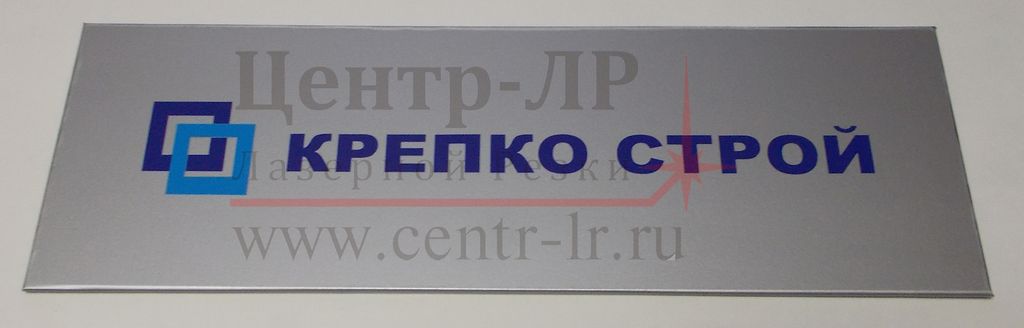 Центр-ЛР
КРЕПКО СТРОЙ
Лазерной Резки
www.centr-lr.ru